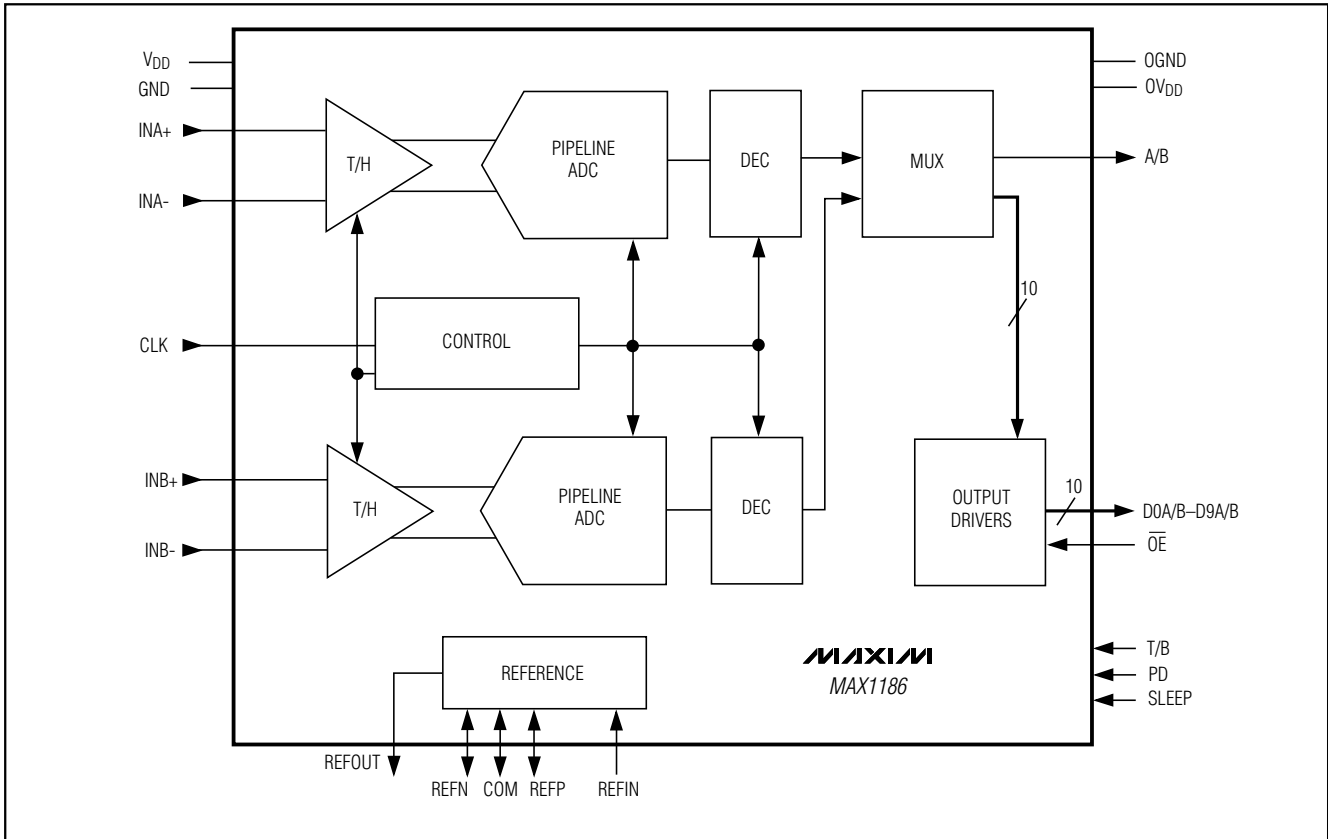 VDD
GND
INA+
INA-
CLK
INB+
INB-
T/H
PIPELINE
ADC
DEC
MUX
CONTROL
10
T/H
PIPELINE
ADC
DEC
OUTPUT
DRIVERS
10
REFERENCE
MAXIM
MAX1186
OGND
OVDD
A/B
D0A/B–D9A/B
O̅E̅
T/B
PD
SLEEP
REFOUT
REFN
COM
REFP
REFIN